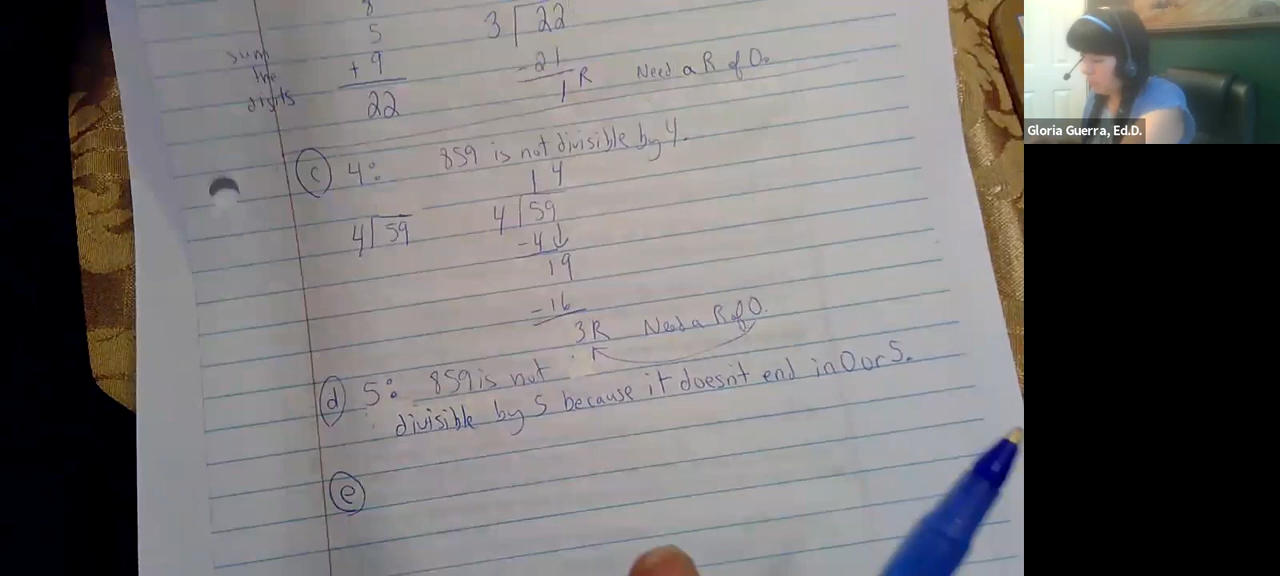 8
5 3 22
sum + 9 - 21
the 1 R Need a R of 0.
digits 22
c 4: 859 is not divisible by 4.
14
4 59 4 59
- 4
19
- 16
3 R Need a R of 0.
d 5: 859 is not
divisible by 5 because it doesn't end in 0 or 5.
e
Gloria Guerra, Ed.D.